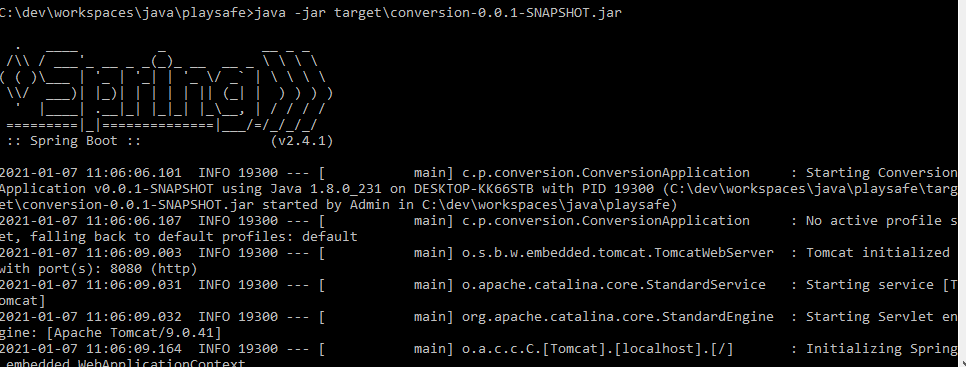 C:\dev\workspaces\java\playsafe>java -jar target\conversion-0.0.1-SNAPSHOT.jar
  .   ____          _            __ _ _
 /\\ / ___'_ __ _ _(_)_ __  __ _ \ \ \ \
( ( )\___ | '_ | '_| | '_ \/ _` | \ \ \ \
 \\/  ___)| |_)| | | | | || (_| |  ) ) ) )
  '  |____| .__|_| |_|_| |_\__, | / / / /
 =========|_|==============|___/=/_/_/_/
 :: Spring Boot ::                (v2.4.1)
2021-01-07 11:06:06.101  INFO 19300 --- [           main] c.p.conversion.ConversionApplication     : Starting Conversion
Application v0.0.1-SNAPSHOT using Java 1.8.0_231 on DESKTOP-KK66STB with PID 19300 (C:\dev\workspaces\java\playsafe\targ
et\conversion-0.0.1-SNAPSHOT.jar started by Admin in C:\dev\workspaces\java\playsafe)
2021-01-07 11:06:06.107  INFO 19300 --- [           main] c.p.conversion.ConversionApplication     : No active profile s
et, falling back to default profiles: default
2021-01-07 11:06:09.003  INFO 19300 --- [           main] o.s.b.w.embedded.tomcat.TomcatWebServer  : Tomcat initialized
with port(s): 8080 (http)
2021-01-07 11:06:09.031  INFO 19300 --- [           main] o.apache.catalina.core.StandardService   : Starting service [T
omcat]
2021-01-07 11:06:09.032  INFO 19300 --- [           main] org.apache.catalina.core.StandardEngine  : Starting Servlet en
gine: [Apache Tomcat/9.0.41]
2021-01-07 11:06:09.164  INFO 19300 --- [           main] o.a.c.c.C.[Tomcat].[localhost].[/]       : Initializing Spring
 embedded WebApplicationContext